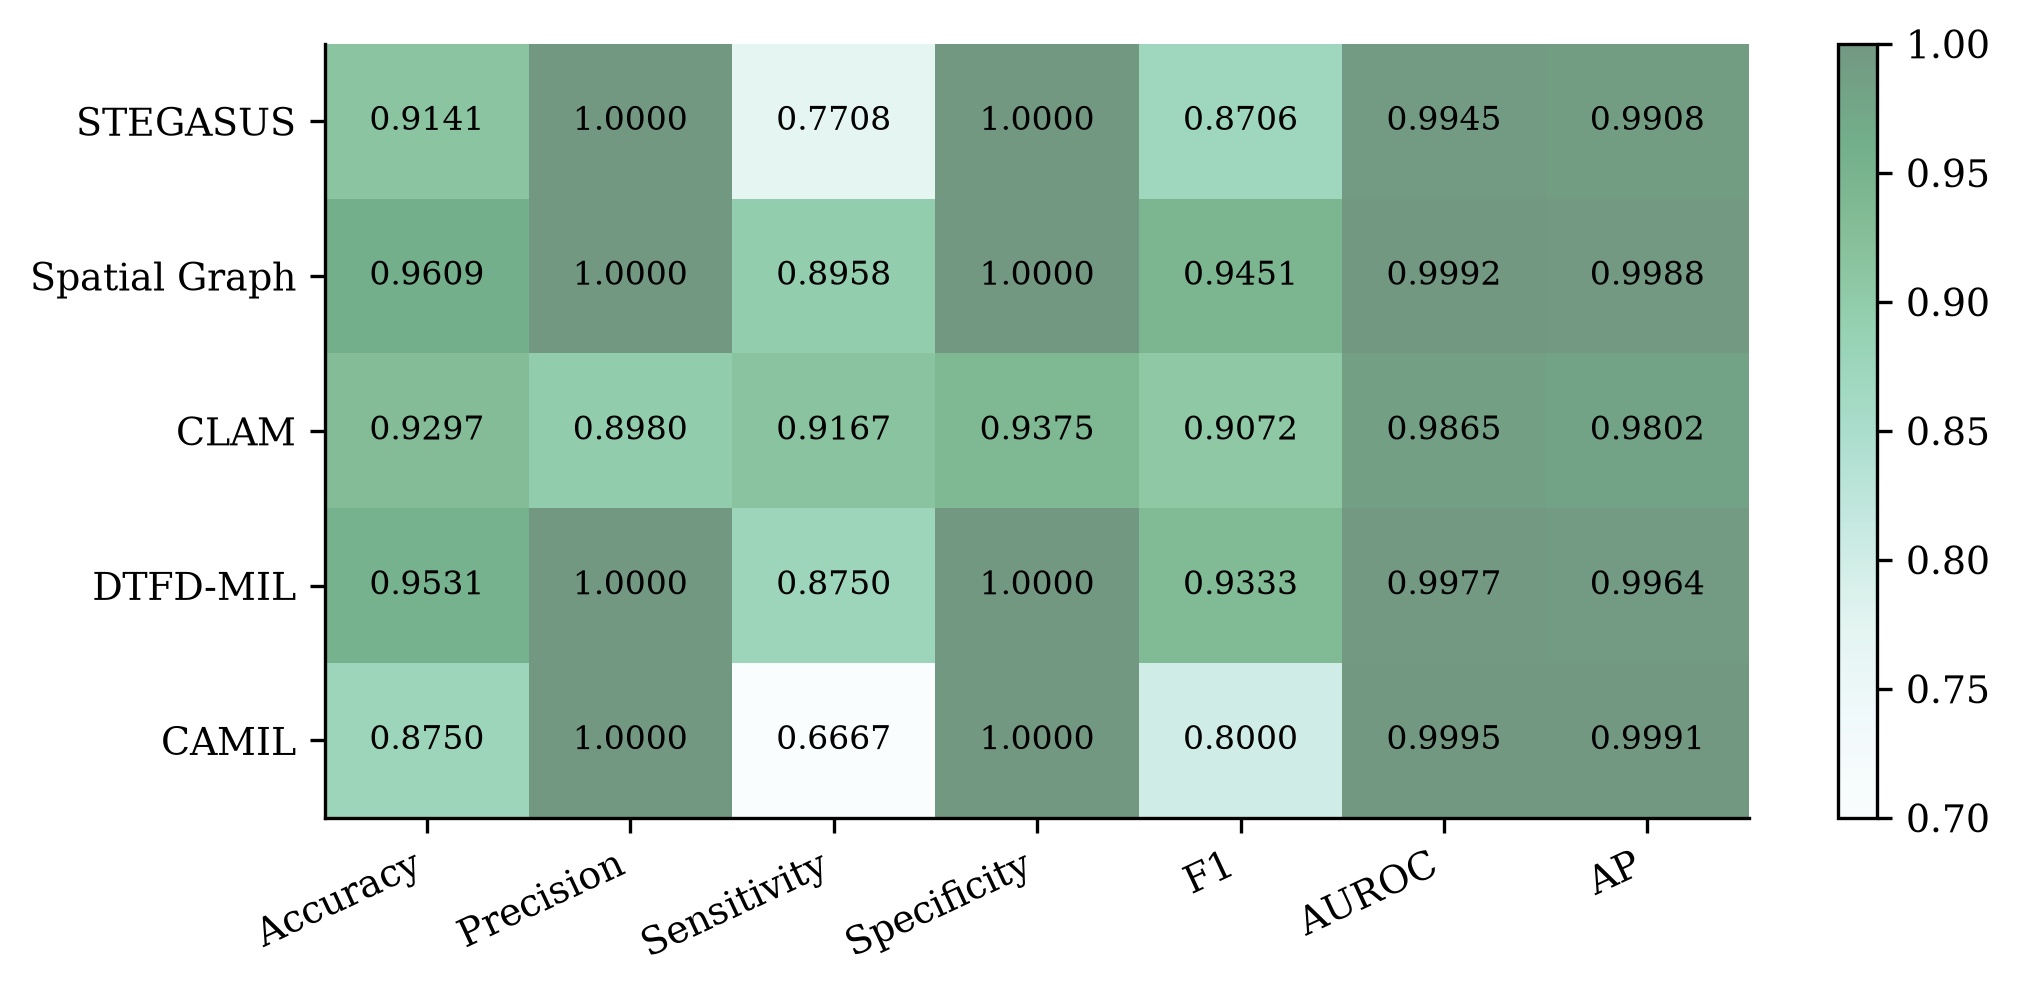 STEGASUS 0.9141 1.0000 0.7708 1.0000 0.8706 0.9945 0.9908
Spatial Graph 0.9609 1.0000 0.8958 1.0000 0.9451 0.9992 0.9988
CLAM 0.9297 0.8980 0.9167 0.9375 0.9072 0.9865 0.9802
DTFD-MIL 0.9531 1.0000 0.8750 1.0000 0.9333 0.9977 0.9964
CAMIL 0.8750 1.0000 0.6667 1.0000 0.8000 0.9995 0.9991
Accuracy Precision Sensitivity Specificity F1 AUROC AP
1.00
0.95
0.90
0.85
0.80
0.75
0.70